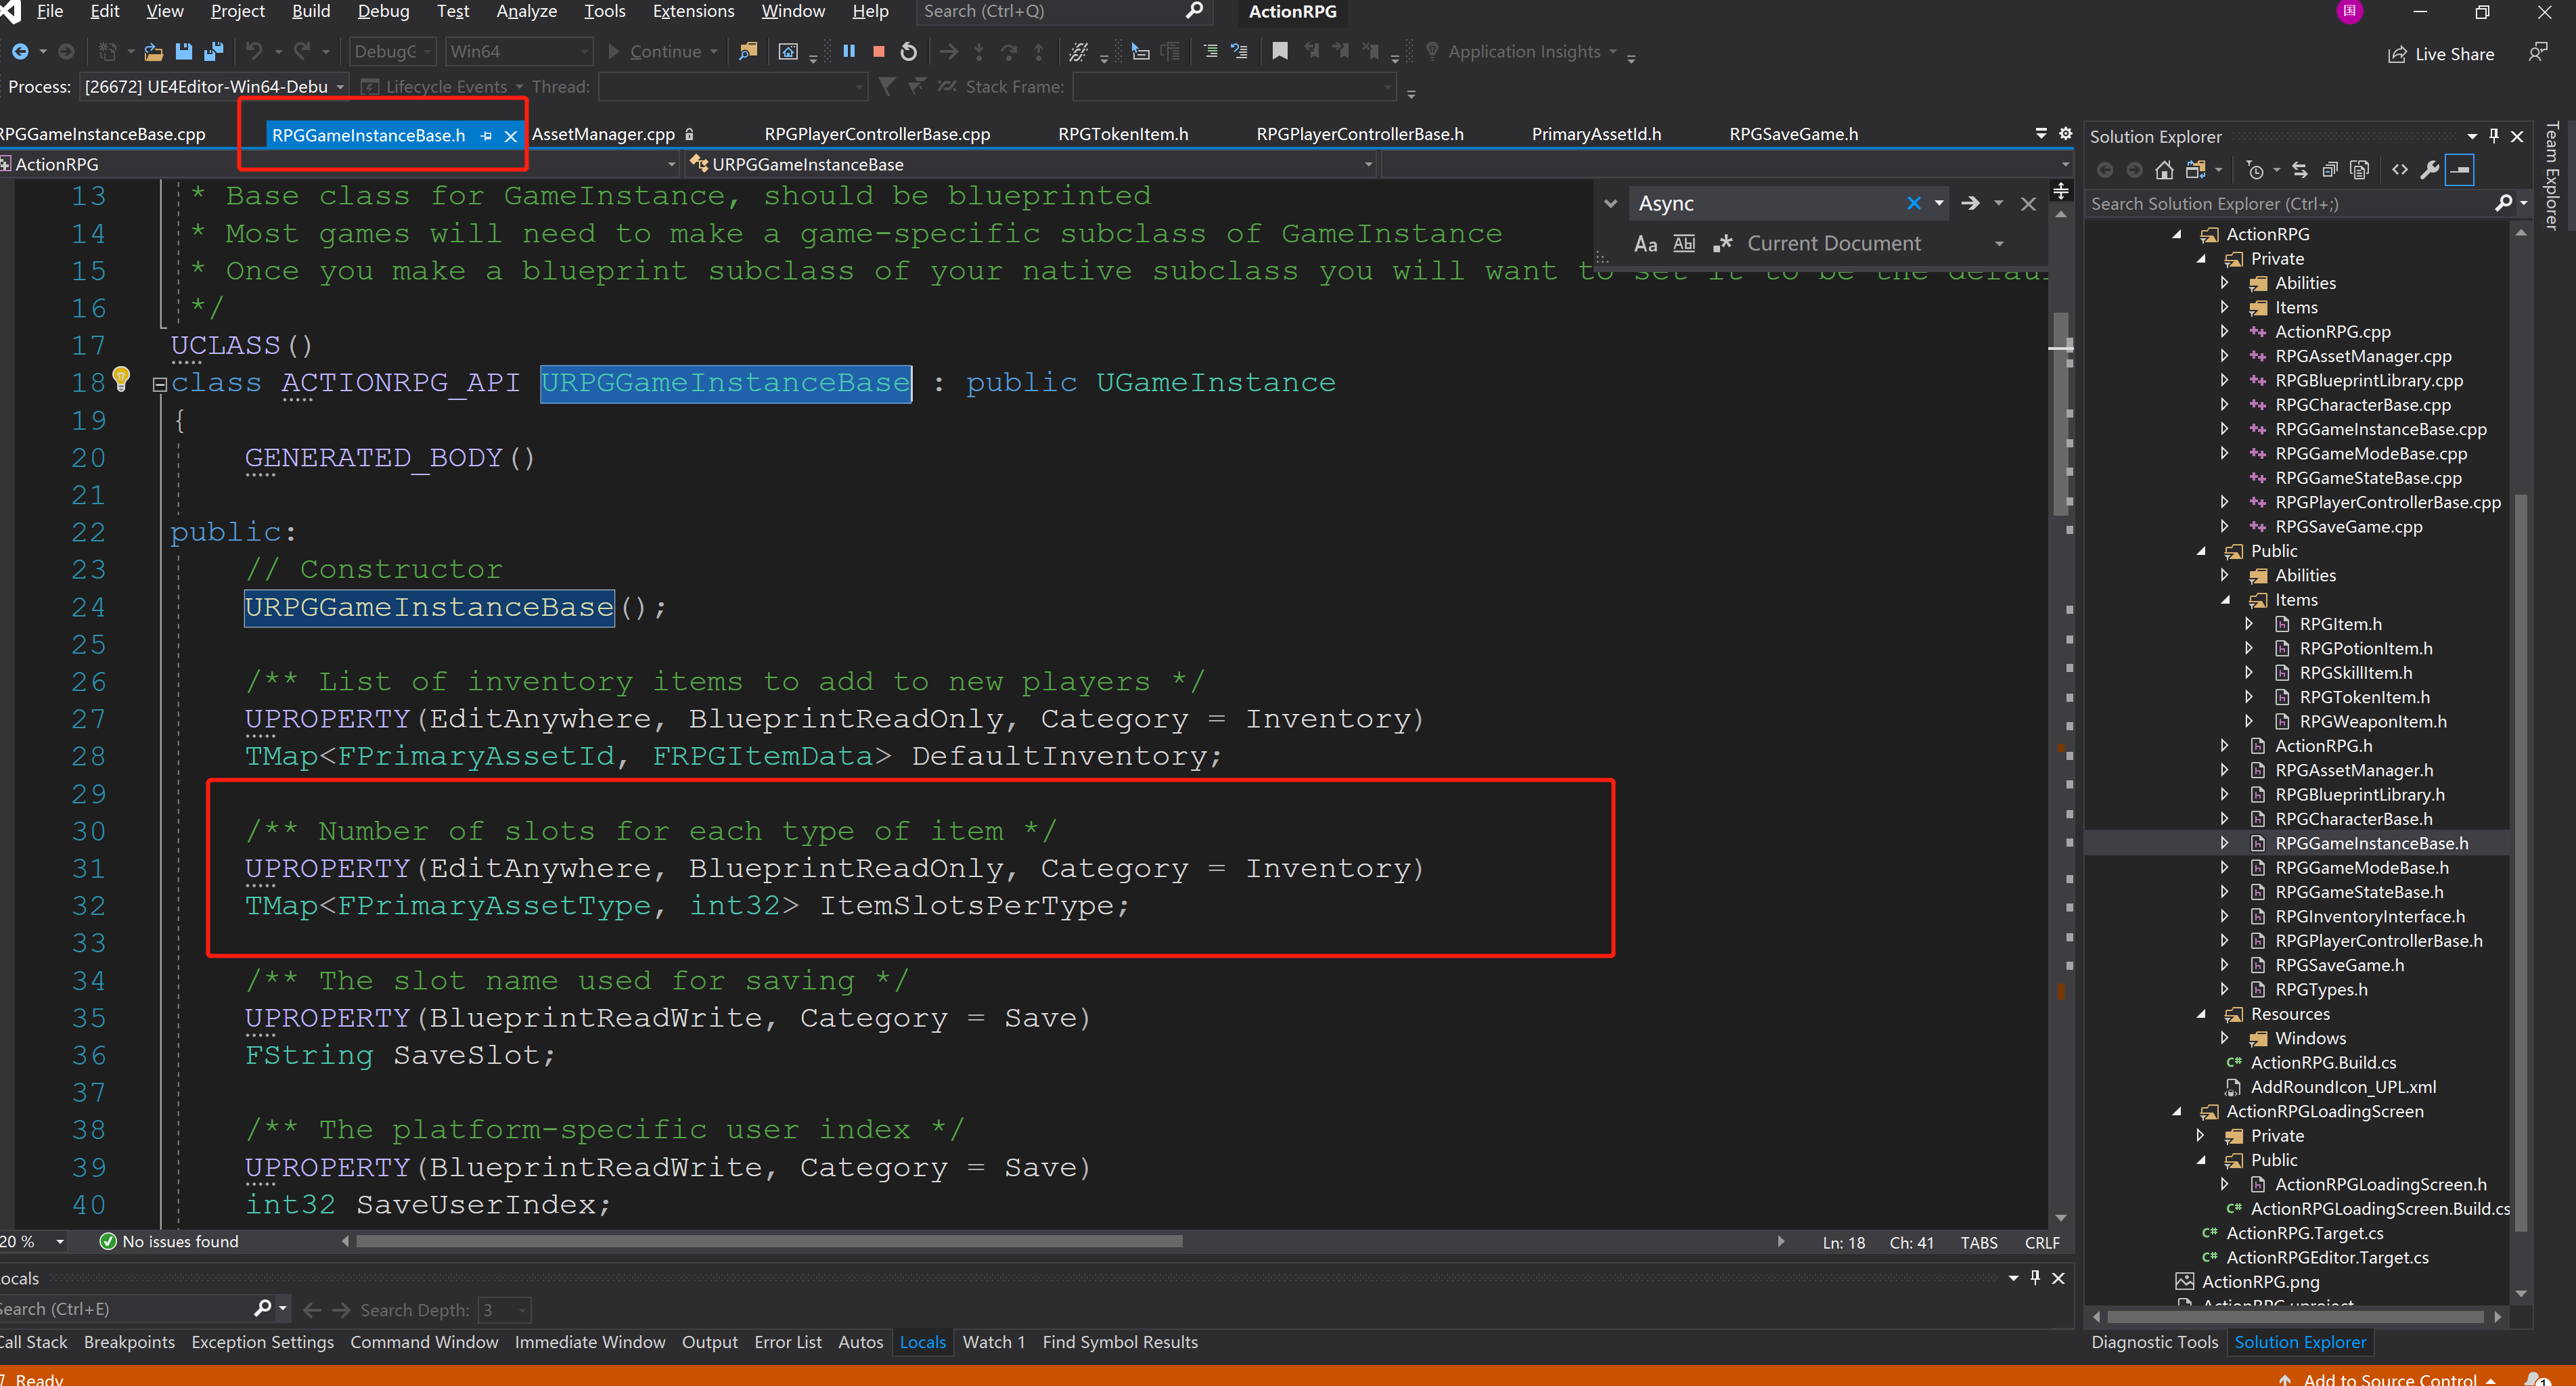 File Edit View Project Build Debug Test Analyze Tools Extensions Window Help Search (Ctrl+Q) ActionRPG 国
DebugG Win64 Continue Application Insights Live Share
Process: [26672] UE4Editor-Win64-Debu Lifecycle Events Thread: Stack Frame:
RPGGameInstanceBase.cpp RPGGameInstanceBase.h AssetManager.cpp RPGPlayerControllerBase.cpp RPGTokenItem.h RPGPlayerControllerBase.h PrimaryAssetId.h RPGSaveGame.h
ActionRPG URPGGameInstanceBase
Async
Aa Abl Current Document
13 * Base class for GameInstance, should be blueprinted
14 * Most games will need to make a game-specific subclass of GameInstance
15 * Once you make a blueprint subclass of your native subclass you will want to set it to be the defau
16 */
17 UCLASS()
18 class ACTIONRPG_API URPGGameInstanceBase : public UGameInstance
19 {
20 GENERATED_BODY()
21
22 public:
23 // Constructor
24 URPGGameInstanceBase();
25
26 /** List of inventory items to add to new players */
27 UPROPERTY(EditAnywhere, BlueprintReadOnly, Category = Inventory)
28 TMap<FPrimaryAssetId, FRPGItemData> DefaultInventory;
29
30 /** Number of slots for each type of item */
31 UPROPERTY(EditAnywhere, BlueprintReadOnly, Category = Inventory)
32 TMap<FPrimaryAssetType, int32> ItemSlotsPerType;
33
34 /** The slot name used for saving */
35 UPROPERTY(BlueprintReadWrite, Category = Save)
36 FString SaveSlot;
37
38 /** The platform-specific user index */
39 UPROPERTY(BlueprintReadWrite, Category = Save)
40 int32 SaveUserIndex;
20 % No issues found Ln: 18 Ch: 41 TABS CRLF
ocals
Search (Ctrl+E) Search Depth: 3
Call Stack Breakpoints Exception Settings Command Window Immediate Window Output Error List Autos Locals Watch 1 Find Symbol Results
Solution Explorer
Search Solution Explorer (Ctrl+;)
ActionRPG
Private
Abilities
Items
ActionRPG.cpp
RPGAssetManager.cpp
RPGBlueprintLibrary.cpp
RPGCharacterBase.cpp
RPGGameInstanceBase.cpp
RPGGameModeBase.cpp
RPGGameStateBase.cpp
RPGPlayerControllerBase.cpp
RPGSaveGame.cpp
Public
Abilities
Items
RPGItem.h
RPGPotionItem.h
RPGSkillItem.h
RPGTokenItem.h
RPGWeaponItem.h
ActionRPG.h
RPGAssetManager.h
RPGBlueprintLibrary.h
RPGCharacterBase.h
RPGGameInstanceBase.h
RPGGameModeBase.h
RPGGameStateBase.h
RPGInventoryInterface.h
RPGPlayerControllerBase.h
RPGSaveGame.h
RPGTypes.h
Resources
Windows
ActionRPG.Build.cs
AddRoundIcon_UPL.xml
ActionRPGLoadingScreen
Private
Public
ActionRPGLoadingScreen.h
ActionRPGLoadingScreen.Build.cs
ActionRPG.Target.cs
ActionRPGEditor.Target.cs
ActionRPG.png
ActionRPG.uproject
Diagnostic Tools Solution Explorer
Team Explorer
Ready Add to Source Control 1